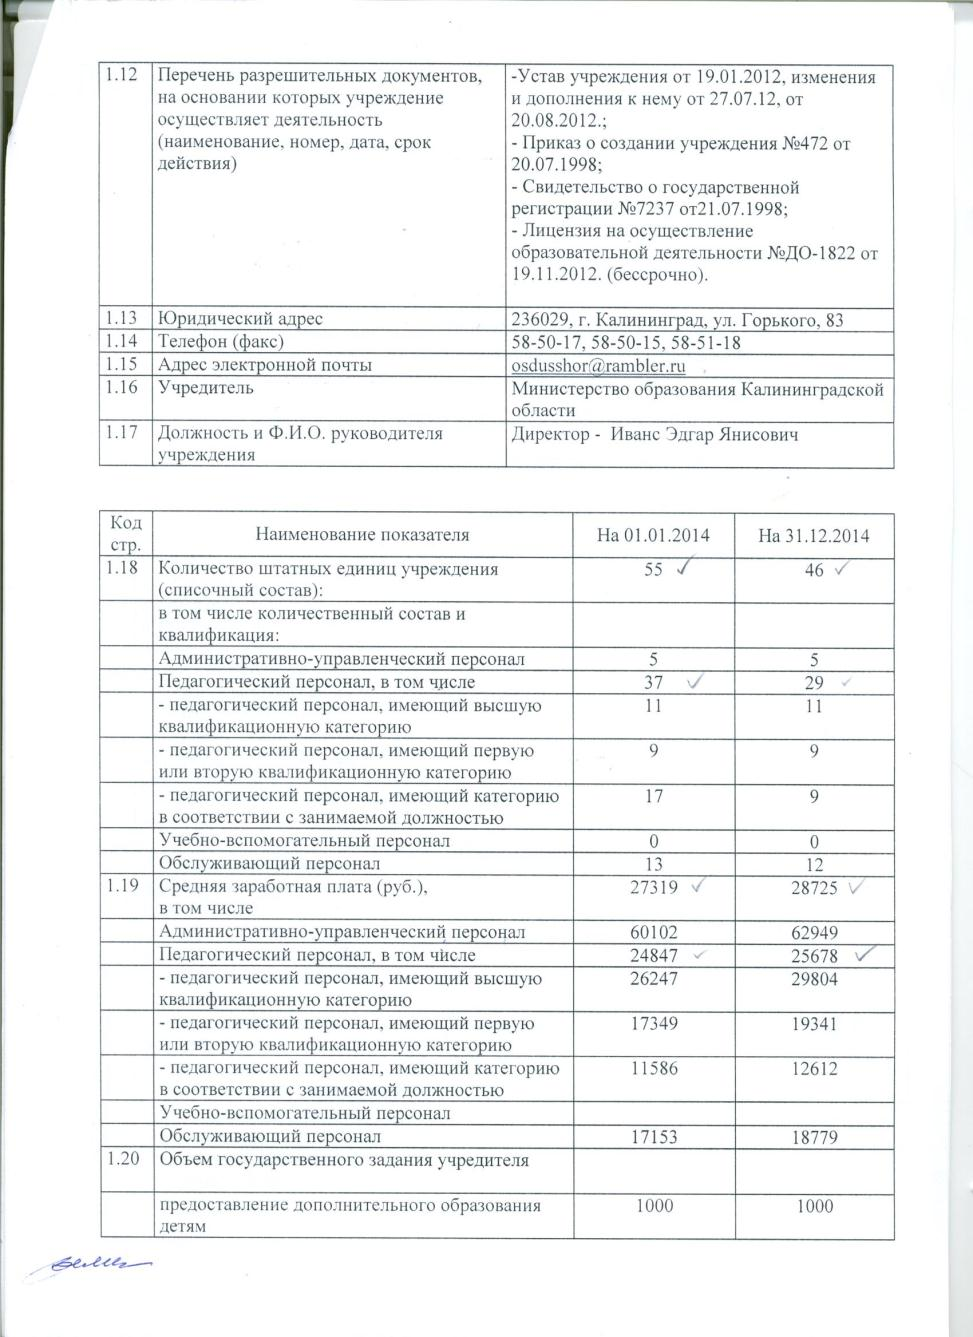 1.12 Перечень разрешительных документов, -Устав учреждения от 19.01.2012, изменения
на основании которых учреждение и дополнения к нему от 27.07.12, от
осуществляет деятельность 20.08.2012.;
(наименование, номер, дата, срок - Приказ о создании учреждения №472 от
действия) 20.07.1998;
- Свидетельство о государственной
регистрации №7237 от21.07.1998;
- Лицензия на осуществление
образовательной деятельности №ДО-1822 от
19.11.2012. (бессрочно).
1.13 Юридический адрес 236029, г. Калининград, ул. Горького, 83
1.14 Телефон (факс) 58-50-17, 58-50-15, 58-51-18
1.15 Адрес электронной почты osdusshor@rambler.ru
1.16 Учредитель Министерство образования Калининградской
области
1.17 Должность и Ф.И.О. руководителя Директор - Иванс Эдгар Янисович
учреждения
Код
стр. Наименование показателя На 01.01.2014 На 31.12.2014
1.18 Количество штатных единиц учреждения 55 46
(списочный состав):
в том числе количественный состав и
квалификация:
Административно-управленческий персонал 5 5
Педагогический персонал, в том числе 37 29
- педагогический персонал, имеющий высшую 11 11
квалификационную категорию
- педагогический персонал, имеющий первую 9 9
или вторую квалификационную категорию
- педагогический персонал, имеющий категорию 17 9
в соответствии с занимаемой должностью
Учебно-вспомогательный персонал 0 0
Обслуживающий персонал 13 12
1.19 Средняя заработная плата (руб.), 27319 28725
в том числе
Административно-управленческий персонал 60102 62949
Педагогический персонал, в том числе 24847 25678
- педагогический персонал, имеющий высшую 26247 29804
квалификационную категорию
- педагогический персонал, имеющий первую 17349 19341
или вторую квалификационную категорию
- педагогический персонал, имеющий категорию 11586 12612
в соответствии с занимаемой должностью
Учебно-вспомогательный персонал
Обслуживающий персонал 17153 18779
1.20 Объем государственного задания учредителя
предоставление дополнительного образования 1000 1000
детям